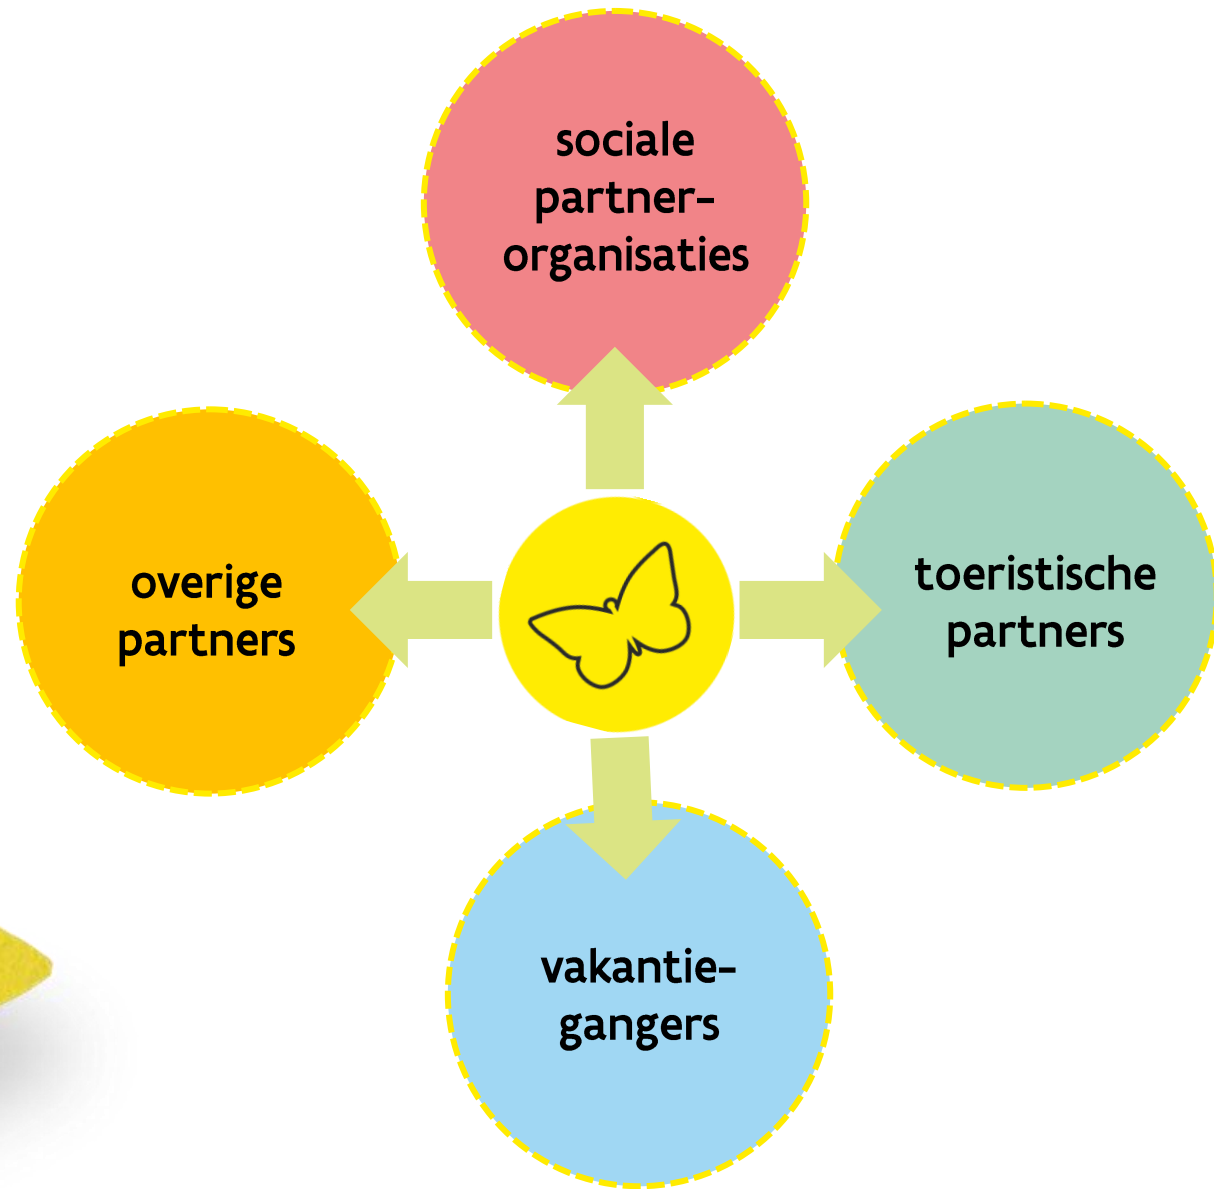 sociale
partner-
organisaties
overige
partners
toeristische
partners
vakantie-
gangers